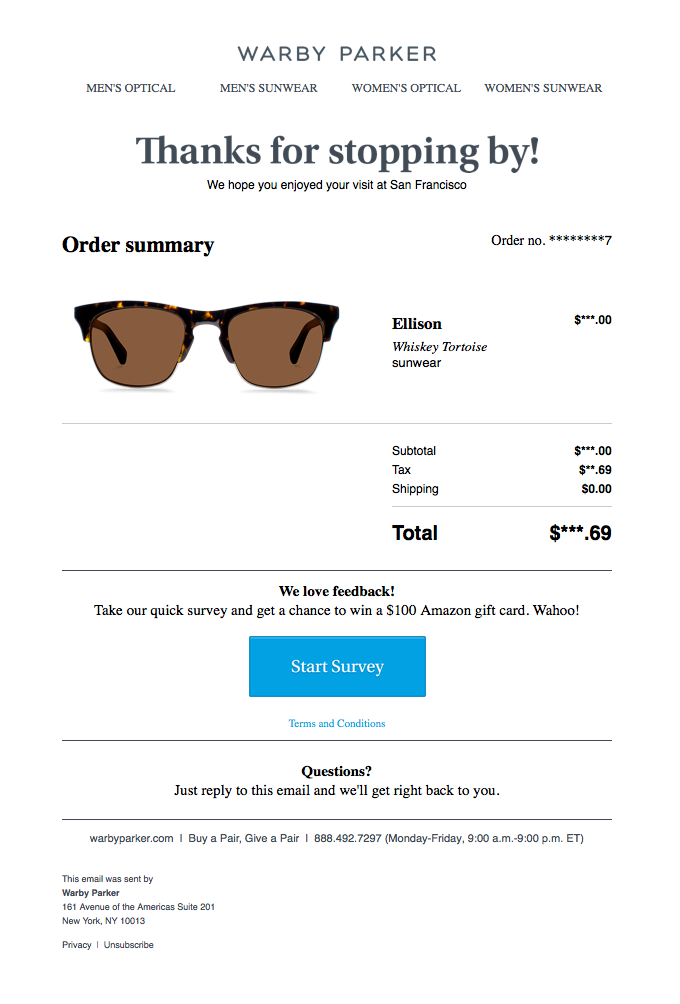 WARBY PARKER
MEN'S OPTICAL MEN'S SUNWEAR WOMEN'S OPTICAL WOMEN'S SUNWEAR
Thanks for stopping by!
We hope you enjoyed your visit at San Francisco
Order summary Order no. ********7
Ellison $***.00
Whiskey Tortoise
sunwear
Subtotal $***.00
Tax $**.69
Shipping $0.00
Total $***.69
We love feedback!
Take our quick survey and get a chance to win a $100 Amazon gift card. Wahoo!
Start Survey
Terms and Conditions
Questions?
Just reply to this email and we'll get right back to you.
warbyparker.com | Buy a Pair, Give a Pair | 888.492.7297 (Monday-Friday, 9:00 a.m.-9:00 p.m. ET)
This email was sent by
Warby Parker
161 Avenue of the Americas Suite 201
New York, NY 10013
Privacy | Unsubscribe